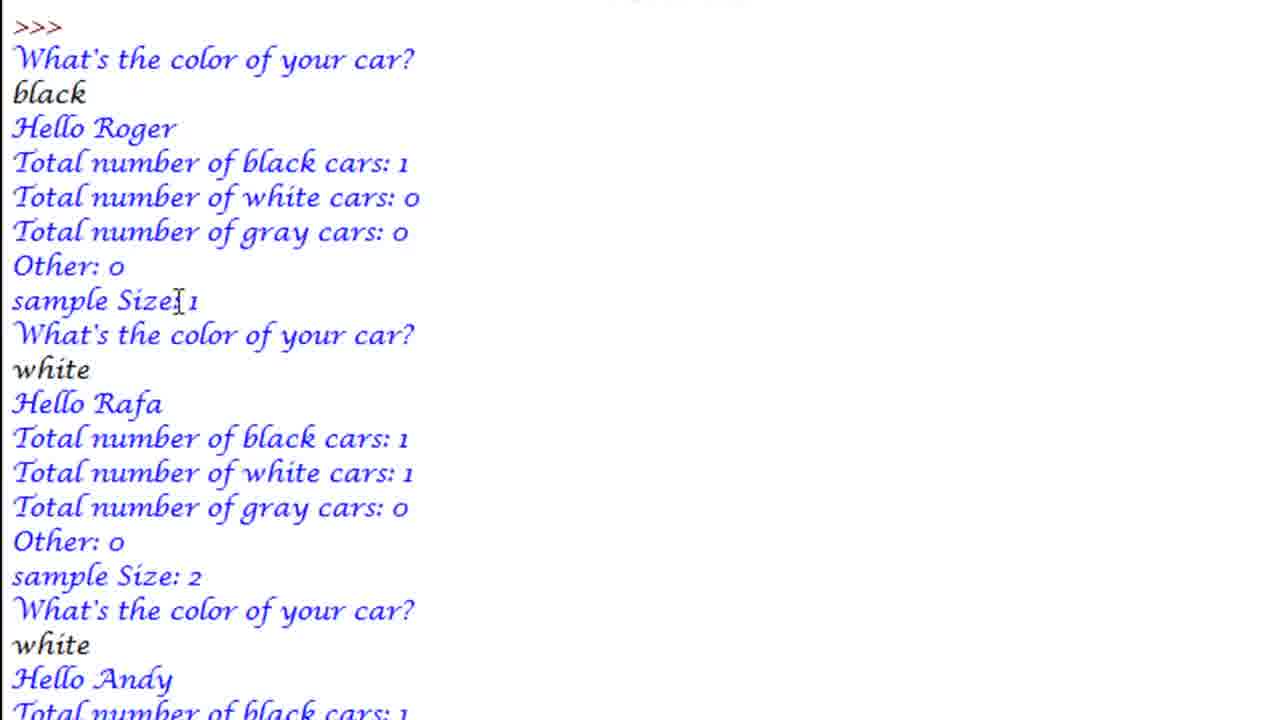 >>>
What's the color of your car?
black
Hello Roger
Total number of black cars: 1
Total number of white cars: 0
Total number of gray cars: 0
Other: 0
sample Size: 1
What's the color of your car?
white
Hello Rafa
Total number of black cars: 1
Total number of white cars: 1
Total number of gray cars: 0
Other: 0
sample Size: 2
What's the color of your car?
white
Hello Andy
Total number of black cars: 1